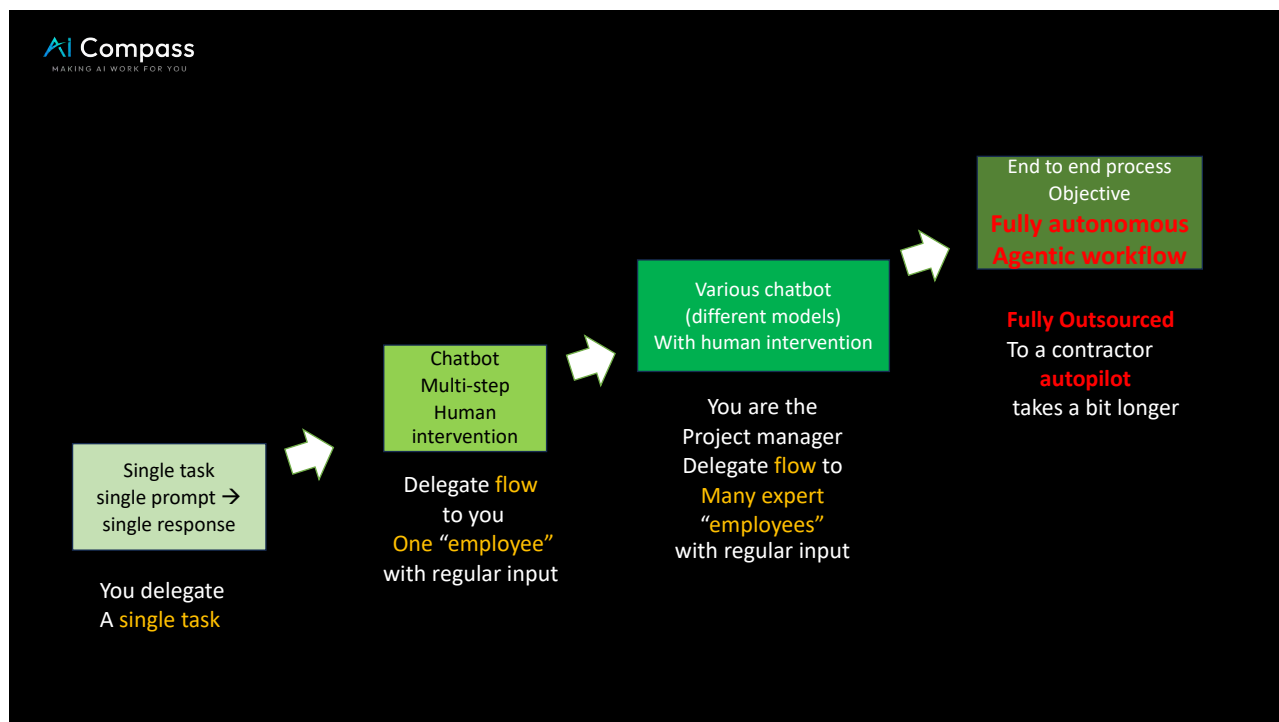 Ai Compass
MAKING AI WORK FOR YOU
Single task
single prompt →
single response
You delegate
A single task
Chatbot
Multi-step
Human
intervention
Delegate flow
to you
One “employee”
with regular input
Various chatbot
(different models)
With human intervention
You are the
Project manager
Delegate flow to
Many expert
“employees”
with regular input
End to end process
Objective
Fully autonomous
Agentic workflow
Fully Outsourced
To a contractor
autopilot
takes a bit longer